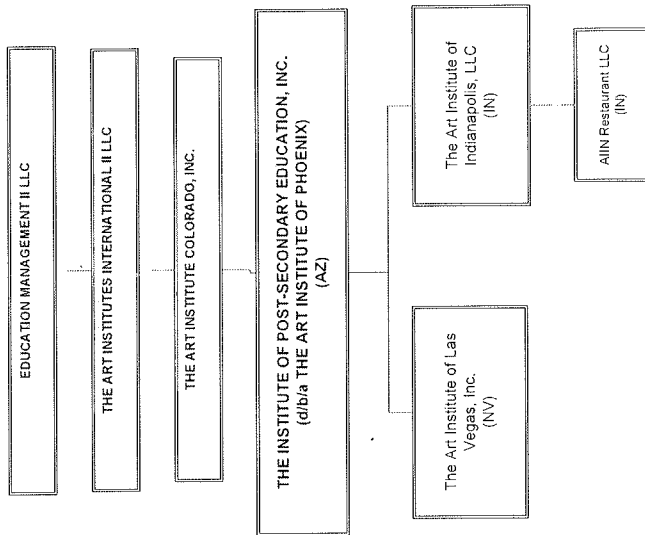 EDUCATION MANAGEMENT II LLC
THE ART INSTITUTES INTERNATIONAL II LLC
THE ART INSTITUTE COLORADO, INC.
THE INSTITUTE OF POST-SECONDARY EDUCATION, INC.
(d/b/a THE ART INSTITUTE OF PHOENIX)
(AZ)
The Art Institute of Las
Vegas, Inc.
(NV)
The Art Institute of
Indianapolis, LLC
(IN)
AIIN Restaurant LLC
(IN)